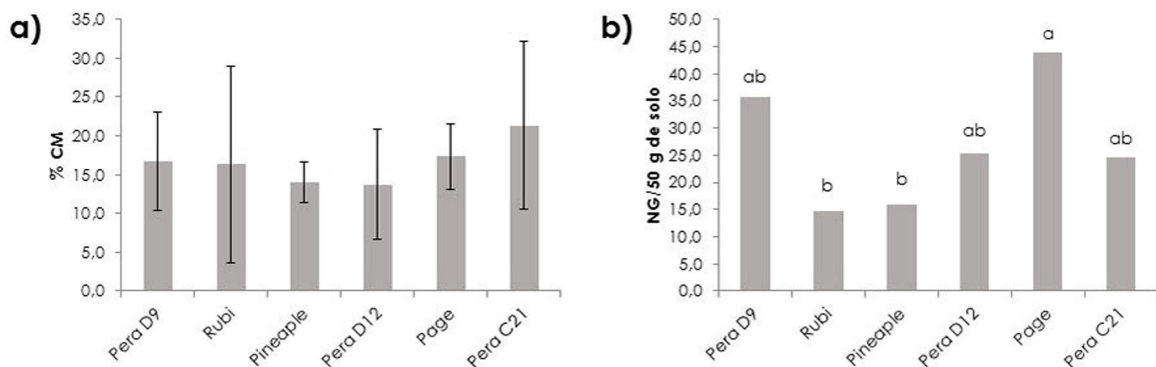 a)
% CM
35,0
30,0
25,0
20,0
15,0
10,0
5,0
0,0
Pera D9
Rubi
Pineaple
Pera D12
Page
Pera C21
b)
NG/50 g de solo
50,0
45,0
40,0
35,0
30,0
25,0
20,0
15,0
10,0
5,0
0,0
ab
b
b
ab
a
ab
Pera D9
Rubi
Pineaple
Pera D12
Page
Pera C21